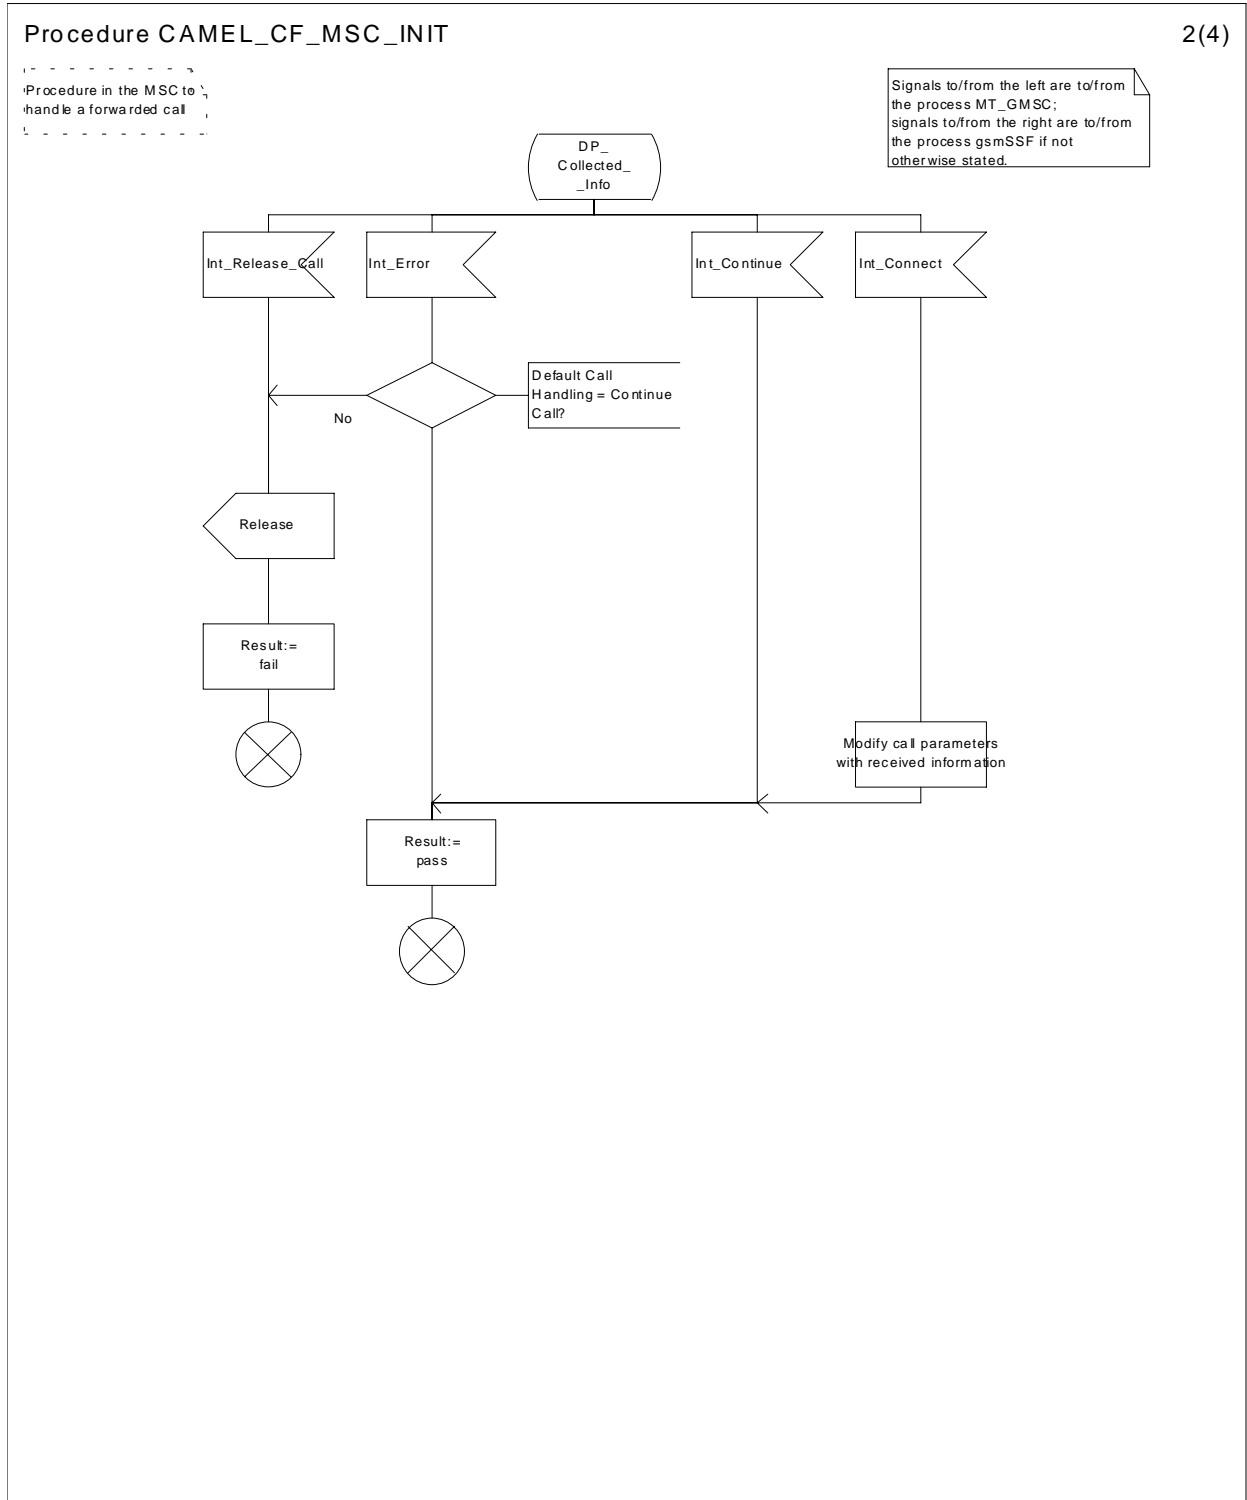 Procedure CAMEL_CF_MSC_INIT
2(4)
Procedure in the MSC to
handle a forwarded call
Signals to/from the left are to/from
the process MT_GMSC;
signals to/from the right are to/from
the process gsmSSF if not
otherwise stated.
DP_
Collected_
_Info
Int_Release_Call
Int_Error
Int_Continue
Int_Connect
Default Call
Handling = Continue
Call?
No
Release
Result:=
fail
Modify call parameters
with received information
Result:=
pass